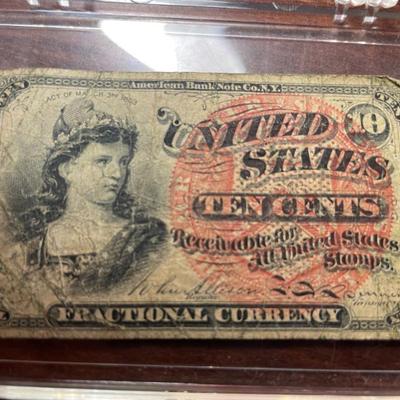 American Bank Note Co. N.Y.
ACT OF MARCH 3RD 1863
TEN
10
UNITED
STATES
TEN CENTS
Receivable for
All United States
Stamps.
FRACTIONAL CURRENCY